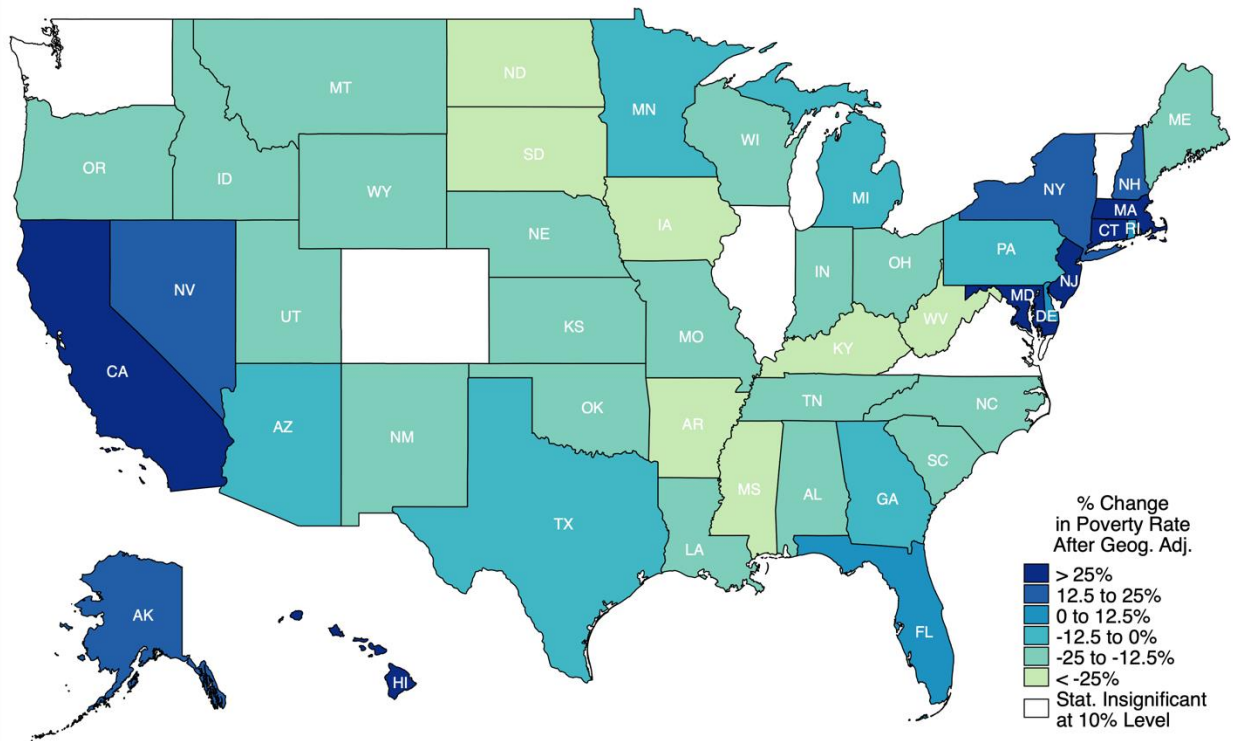 ND
MT
MN
ME
OR
ID
SD
WI
WY
NY
NH
MI
MA
CT RI
IA
NE
PA
NV
UT
IN
OH
NJ
MD
DE
KS
MO
WV
CA
KY
AZ
NM
OK
TN
NC
AR
SC
MS
AL
GA
TX
LA
AK
HI
FL
% Change
in Poverty Rate
After Geog. Adj.
> 25%
12.5 to 25%
0 to 12.5%
-12.5 to 0%
-25 to -12.5%
< -25%
Stat. Insignificant
at 10% Level